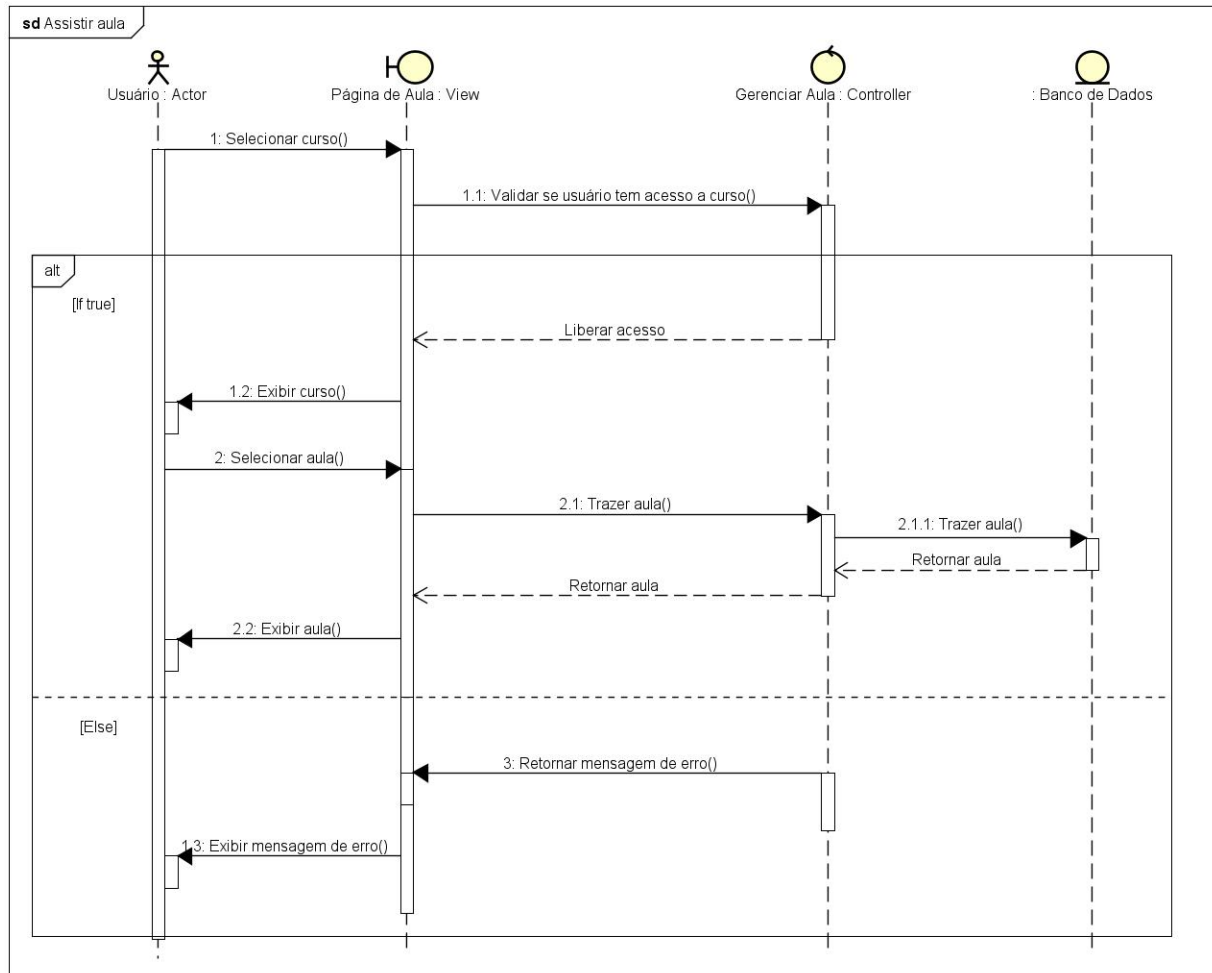 sd Assistir aula
Usuário : Actor
Página de Aula : View
Gerenciar Aula : Controller
: Banco de Dados
1: Selecionar curso()
1.1: Validar se usuário tem acesso a curso()
alt
[If true]
Liberar acesso
1.2: Exibir curso()
2: Selecionar aula()
2.1: Trazer aula()
2.1.1: Trazer aula()
Retornar aula
Retornar aula
2.2: Exibir aula()
[Else]
3: Retornar mensagem de erro()
1.3: Exibir mensagem de erro()